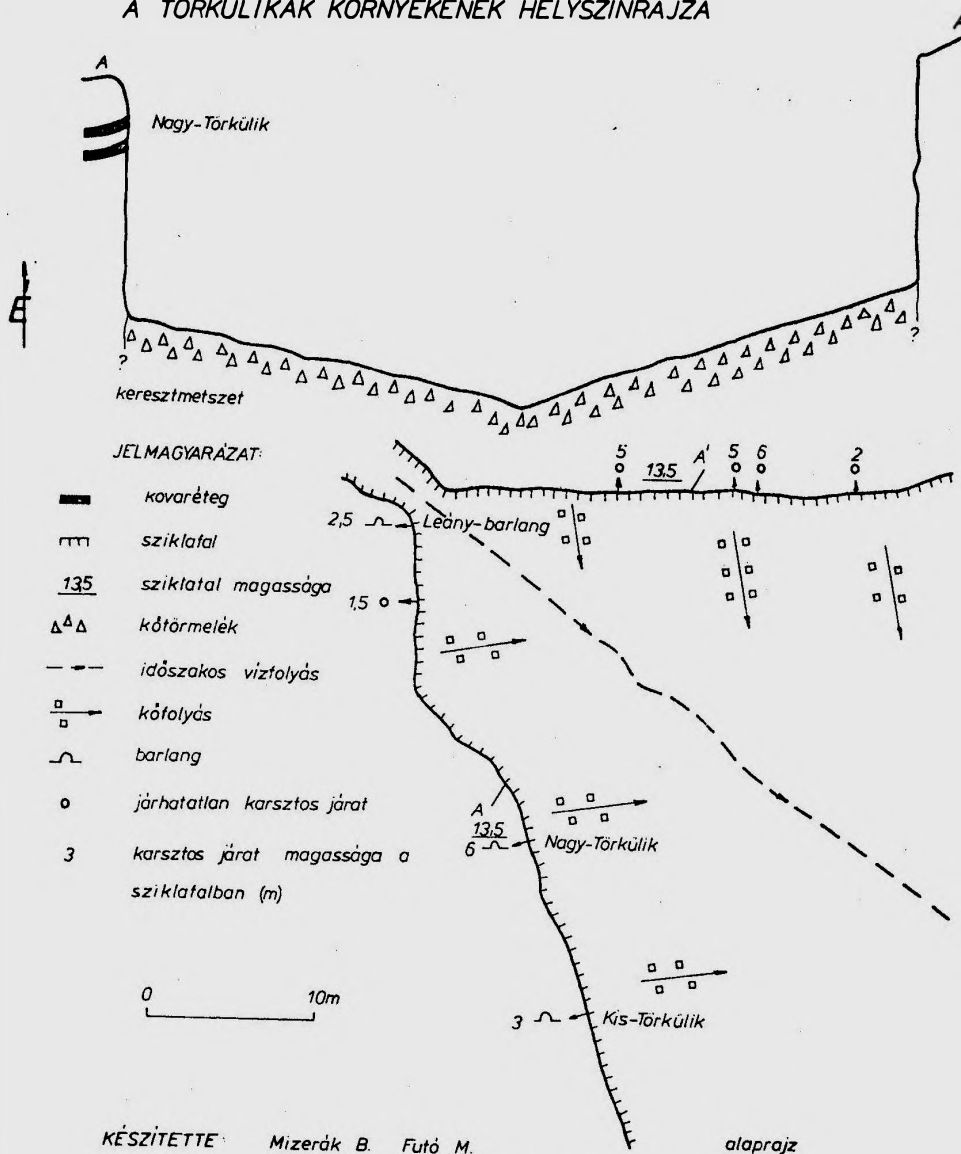 A TÖRKÜLIKAK KÖRNYÉKÉNEK HELYSZÍNRAJZA
A
A
Nagy-Törkülik
É
?
?
keresztmetszet
JELMAGYARÁZAT:
kovaréteg
sziklafal
13,5 sziklafal magassága
kőtörmelék
időszakos vízfolyás
kőfolyás
barlang
járhatatlan karsztos járat
3 karsztos járat magassága a
sziklafalban (m)
0 10m
5 13,5 A' 5 6 2
2,5 Leány-barlang
1,5
A
13,5
6 Nagy-Törkülik
3 Kis-Törkülik
KÉSZÍTETTE: Mizerák B. Futó M.
alaprajz